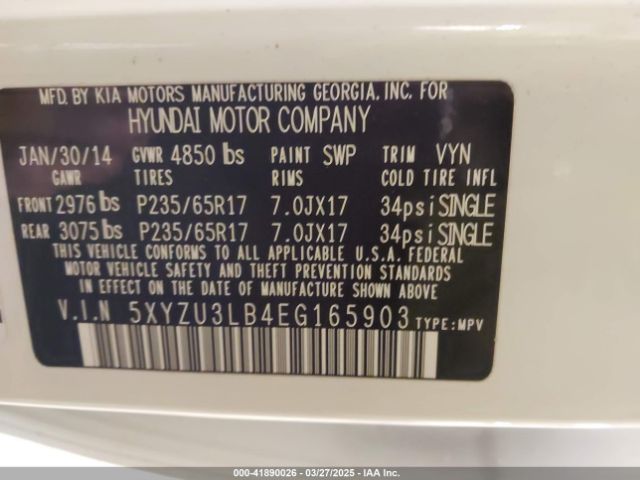 MFD. BY KIA MOTORS MANUFACTURING GEORGIA, INC. FOR
HYUNDAI MOTOR COMPANY
JAN/30/14 GVWR 4850 lbs PAINT SWP TRIM VYN
GAWR TIRES RIMS COLD TIRE INFL
FRONT 2976 lbs P235/65R17 7.0JX17 34psi SINGLE
REAR 3075 lbs P235/65R17 7.0JX17 34psi SINGLE
THIS VEHICLE CONFORMS TO ALL APPLICABLE U.S.A. FEDERAL
MOTOR VEHICLE SAFETY AND THEFT PREVENTION STANDARDS
IN EFFECT ON THE DATE OF MANUFACTURE SHOWN ABOVE.
V.I.N 5XYZU3LB4EG165903 TYPE:MPV
000-41890026 - 03/27/2025 - IAA Inc.